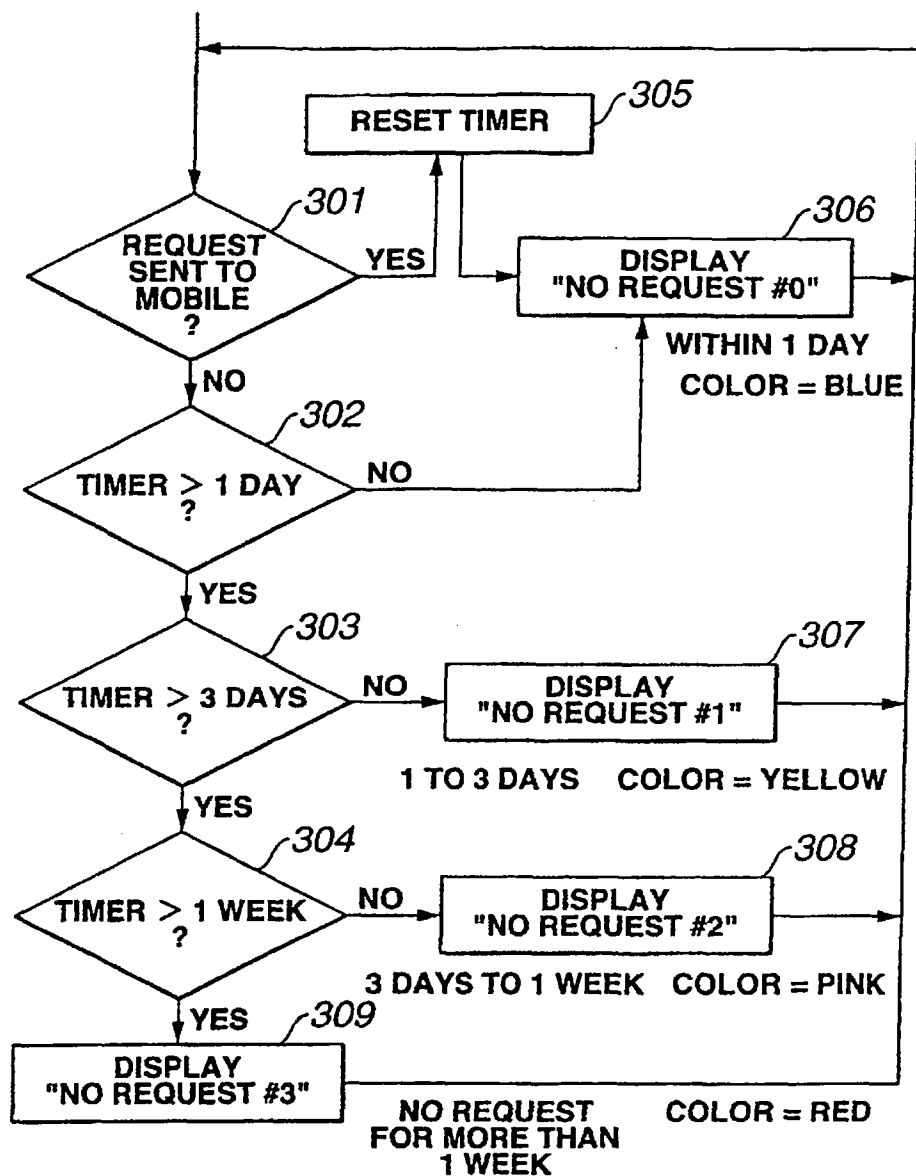 305
RESET TIMER
301
REQUEST
SENT TO
MOBILE
?
YES
306
DISPLAY
"NO REQUEST #0"
WITHIN 1 DAY
COLOR = BLUE
NO
302
TIMER > 1 DAY
?
NO
YES
303
TIMER > 3 DAYS
?
NO
307
DISPLAY
"NO REQUEST #1"
1 TO 3 DAYS COLOR = YELLOW
YES
304
TIMER > 1 WEEK
?
NO
308
DISPLAY
"NO REQUEST #2"
3 DAYS TO 1 WEEK COLOR = PINK
YES
309
DISPLAY
"NO REQUEST #3"
NO REQUEST
FOR MORE THAN
1 WEEK
COLOR = RED